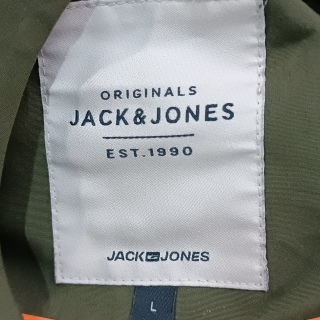 ORIGINALS
JACK&JONES
EST.1990
JACK JONES
L